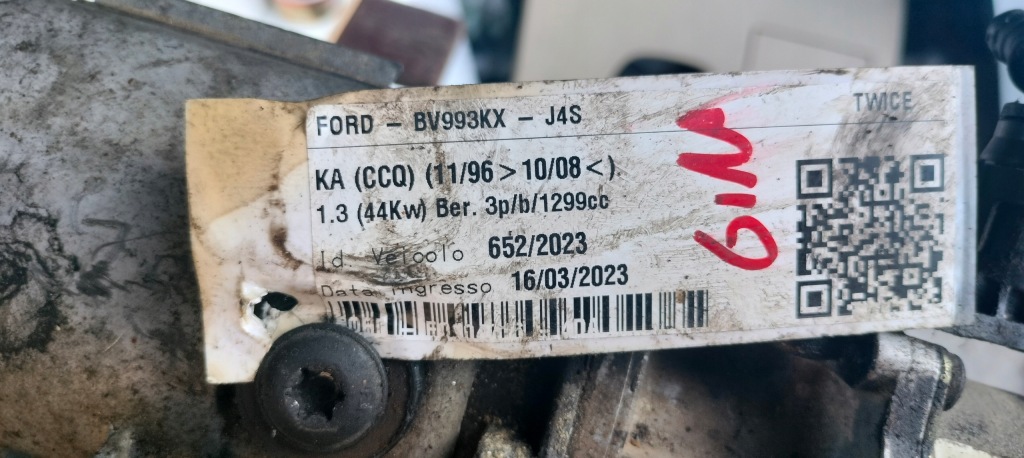 FORD - BV993KX - J4S
TWICE
KA (CCQ) (11/96 > 10/08 <)
1.3 (44Kw) Ber. 3p/b/1299cc
Id. Veicolo 652/2023
Data ingresso 16/03/2023